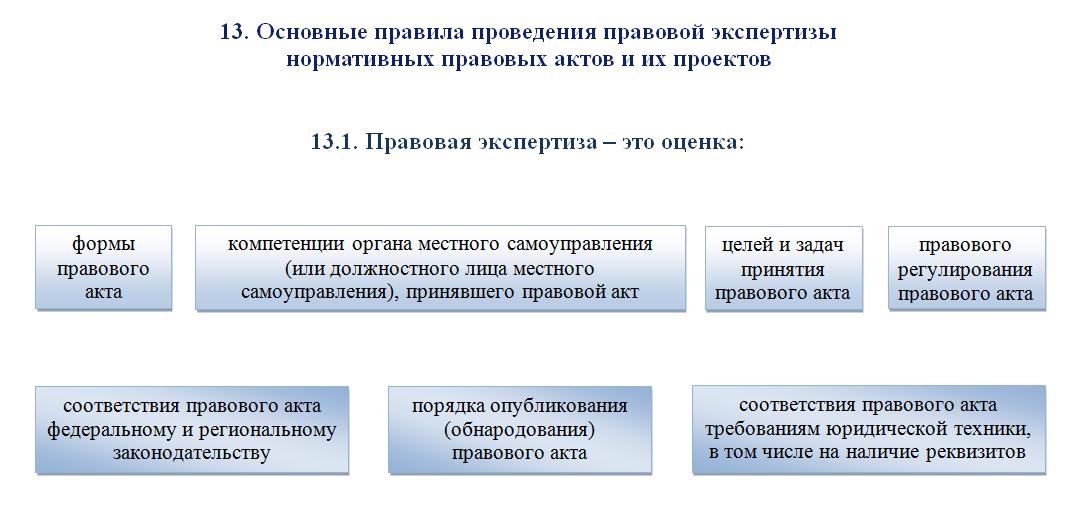 13. Основные правила проведения правовой экспертизы
нормативных правовых актов и их проектов
13.1. Правовая экспертиза – это оценка:
формы
правового
акта
компетенции органа местного самоуправления
(или должностного лица местного
самоуправления), принявшего правовой акт
целей и задач
принятия
правового акта
правового
регулирования
правового акта
соответствия правового акта
федеральному и региональному
законодательству
порядка опубликования
(обнародования)
правового акта
соответствия правового акта
требованиям юридической техники,
в том числе на наличие реквизитов